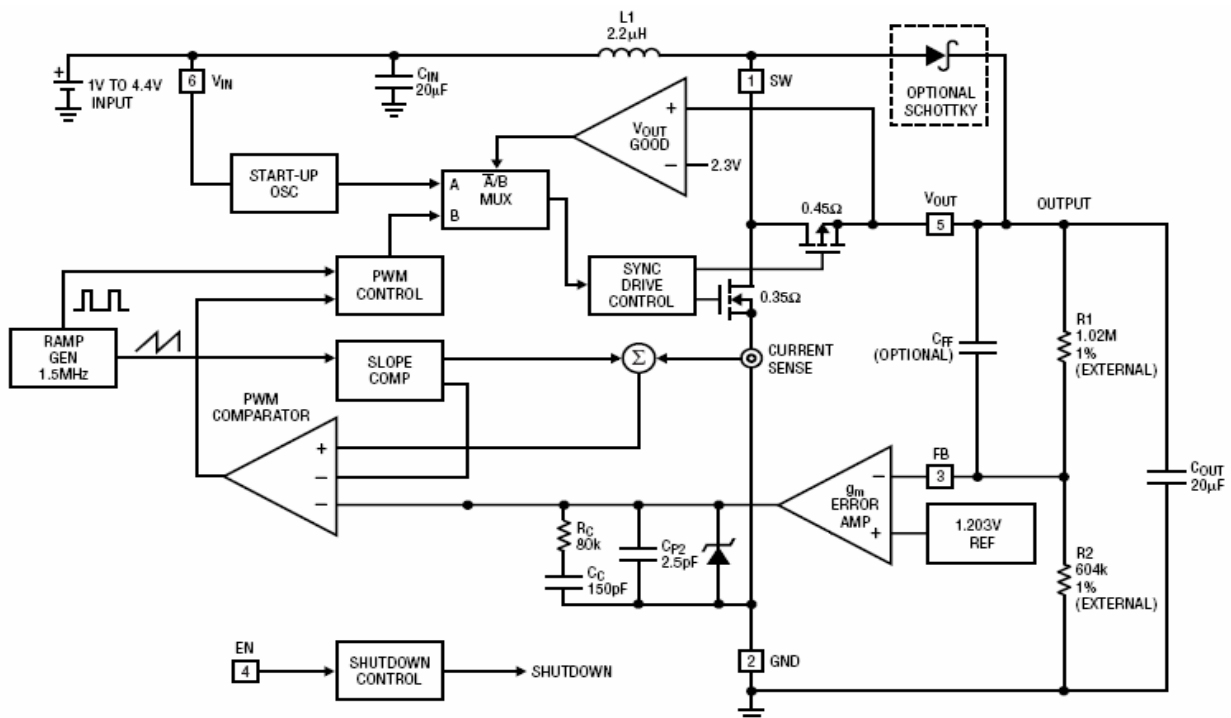 L1
2.2μH
6
VIN
CIN
20μF
1
SW
+
1V TO 4.4V
INPUT
OPTIONAL
SCHOTTKY
+
VOUT
GOOD
−
2.3V
START-UP
OSC
A
B
A̅/B
MUX
0.45Ω
VOUT
5
OUTPUT
PWM
CONTROL
SYNC
DRIVE
CONTROL
0.35Ω
RAMP
GEN
1.5MHz
SLOPE
COMP
Σ
CURRENT
SENSE
CFF
(OPTIONAL)
R1
1.02M
1%
(EXTERNAL)
PWM
COMPARATOR
+
−
−
FB
3
−
gm
ERROR
AMP
+
1.203V
REF
COUT
20μF
RC
80k
CC
150pF
CP2
2.5pF
R2
604k
1%
(EXTERNAL)
EN
4
SHUTDOWN
CONTROL
SHUTDOWN
2
GND